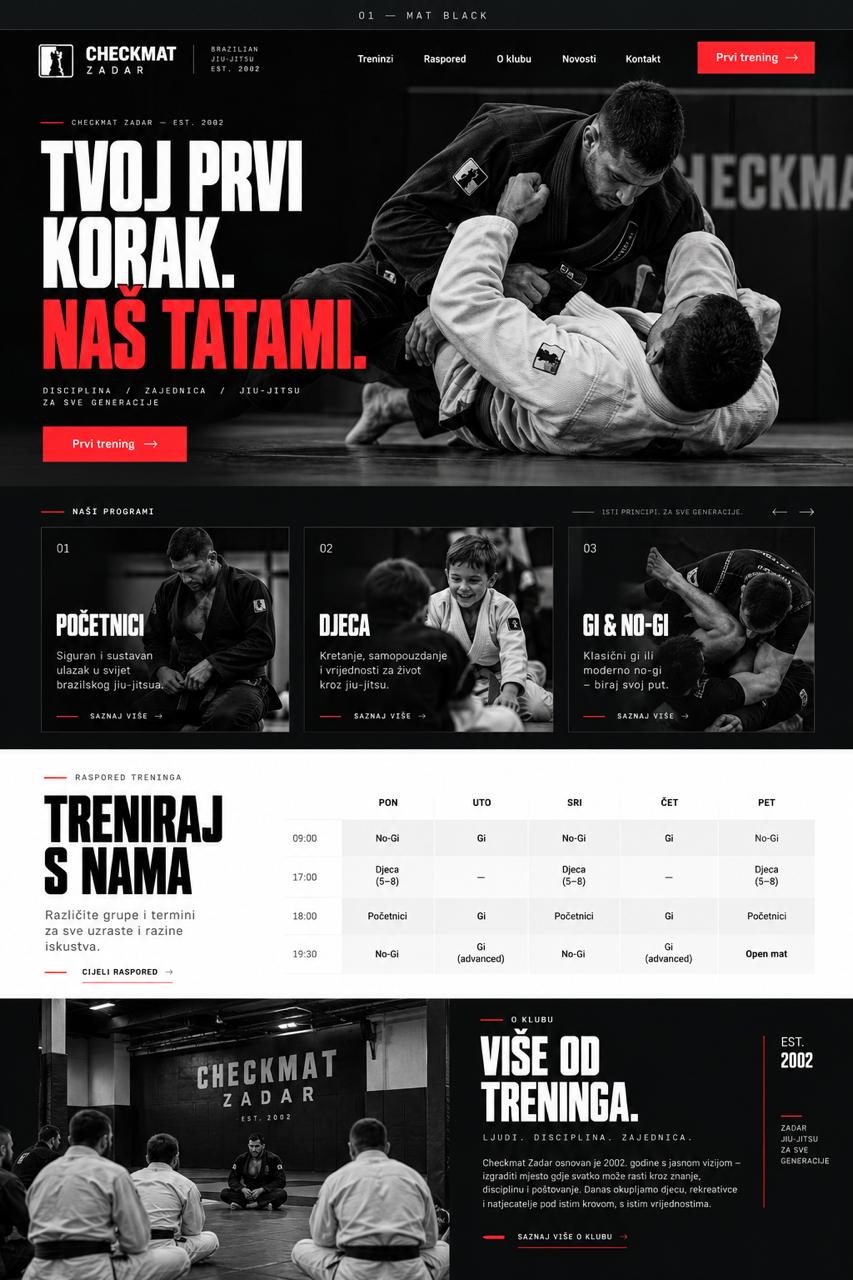 01 — MAT BLACK
CHECKMAT
ZADAR
BRAZILIAN
JIU-JITSU
EST. 2002
Treninzi
Raspored
O klubu
Novosti
Kontakt
Prvi trening →
CHECKMAT ZADAR — EST. 2002
TVOJ PRVI
KORAK.
NAŠ TATAMI.
DISCIPLINA / ZAJEDNICA / JIU-JITSU
ZA SVE GENERACIJE
Prvi trening →
CHECKMA
NAŠI PROGRAMI
ISTI PRINCIPI. ZA SVE GENERACIJE.
← →
01
POČETNICI
Siguran i sustavan
ulazak u svijet
brazilskog jiu-jitsua.
SAZNAJ VIŠE →
02
DJECA
Kretanje, samopouzdanje
i vrijednosti za život
kroz jiu-jitsu.
SAZNAJ VIŠE →
03
GI & NO-GI
Klasični gi ili
moderno no-gi
– biraj svoj put.
SAZNAJ VIŠE →
RASPORED TRENINGA
TRENIRAJ
S NAMA
Različite grupe i termini
za sve uzraste i razine
iskustva.
CIJELI RASPORED →
PON UTO SRI ČET PET
09:00 No-Gi Gi No-Gi Gi No-Gi
17:00 Djeca (5–8) — Djeca (5–8) — Djeca (5–8)
18:00 Početnici Gi Početnici Gi Početnici
19:30 No-Gi Gi (advanced) No-Gi Gi (advanced) Open mat
CHECKMAT
ZADAR
EST. 2002
O KLUBU
VIŠE OD
TRENINGA.
LJUDI. DISCIPLINA. ZAJEDNICA.
Checkmat Zadar osnovan je 2002. godine s jasnom vizijom –
izgraditi mjesto gdje svatko može rasti kroz znanje,
disciplinu i poštovanje. Danas okupljamo djecu, rekreativce
i natjecatelje pod istim krovom, s istim vrijednostima.
SAZNAJ VIŠE O KLUBU →
EST.
2002
ZADAR
JIU-JITSU
ZA SVE
GENERACIJE